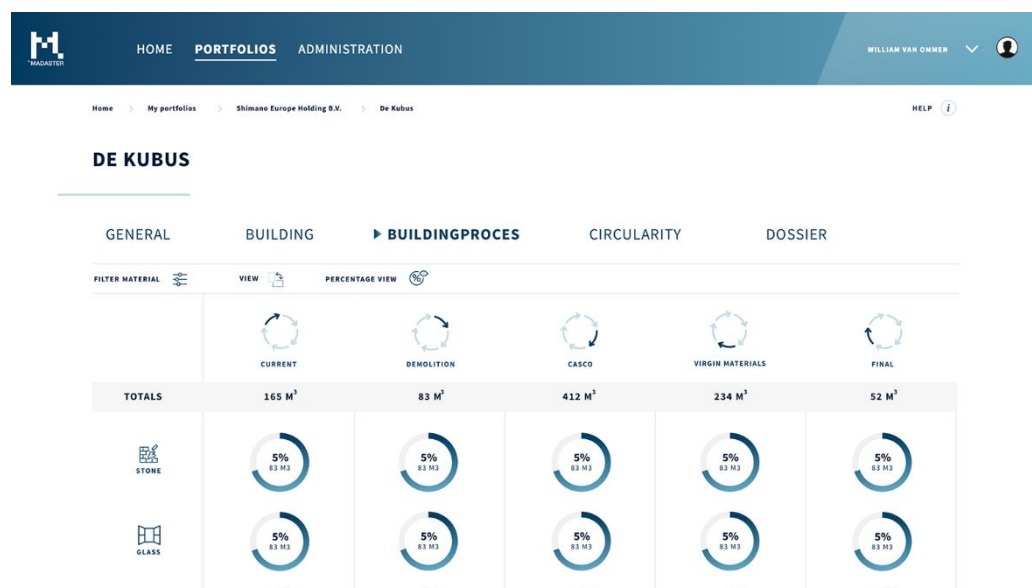 M.
MADASTER
HOME PORTFOLIOS ADMINISTRATION
WILLIAM VAN OMMEN
Home > My portfolios > Shimano Europe Holding B.V. > De Kubus
HELP i
DE KUBUS
GENERAL BUILDING BUILDINGPROCES CIRCULARITY DOSSIER
FILTER MATERIAL VIEW PERCENTAGE VIEW %
CURRENT DEMOLITION CASCO VIRGIN MATERIALS FINAL
TOTALS 165 M³ 83 M³ 412 M³ 234 M³ 52 M³
5% 5% 5% 5% 5%
83 M3 83 M3 83 M3 83 M3 83 M3
STONE
5% 5% 5% 5% 5%
83 M3 83 M3 83 M3 83 M3 83 M3
GLASS